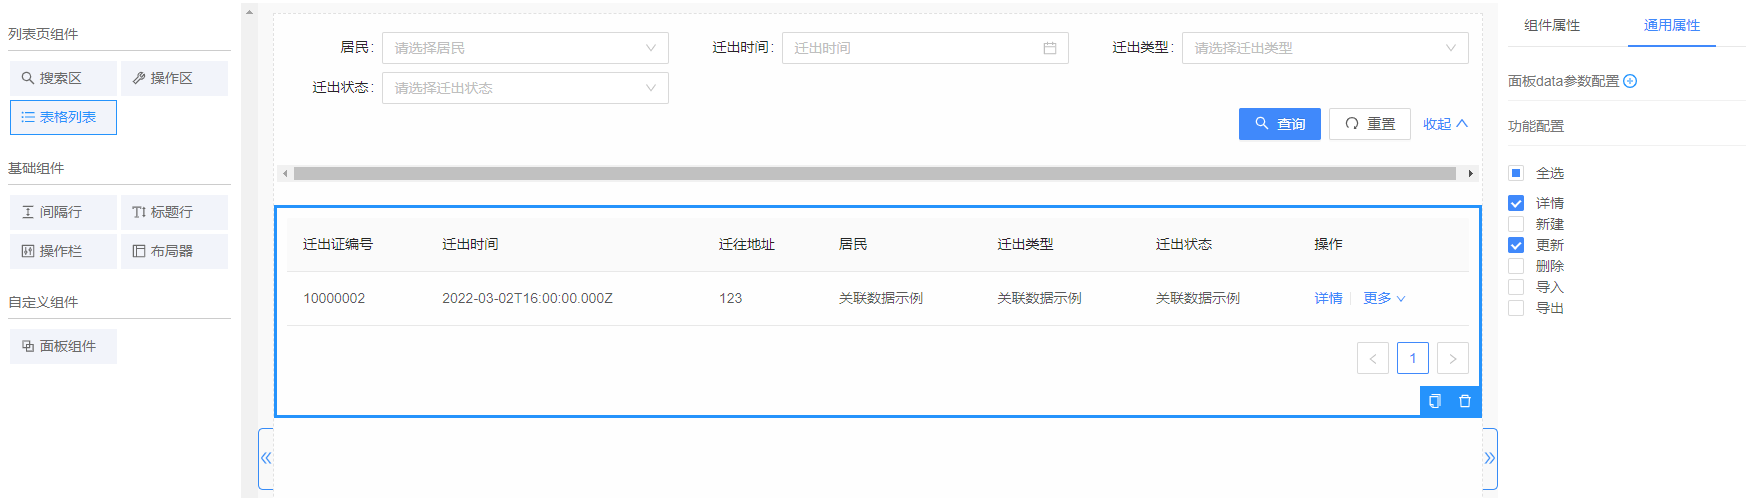 列表页组件
搜索区
操作区
表格列表
基础组件
间隔行
标题行
操作栏
布局器
自定义组件
面板组件
居民: 请选择居民
迁出时间: 迁出时间
迁出类型: 请选择迁出类型
迁出状态: 请选择迁出状态
查询 重置 收起
迁出证编号 迁出时间 迁往地址 居民 迁出类型 迁出状态 操作
10000002 2022-03-02T16:00:00.000Z 123 关联数据示例 关联数据示例 关联数据示例 详情 更多
< 1 >
组件属性 通用属性
面板data参数配置
功能配置
全选
详情
新建
更新
删除
导入
导出